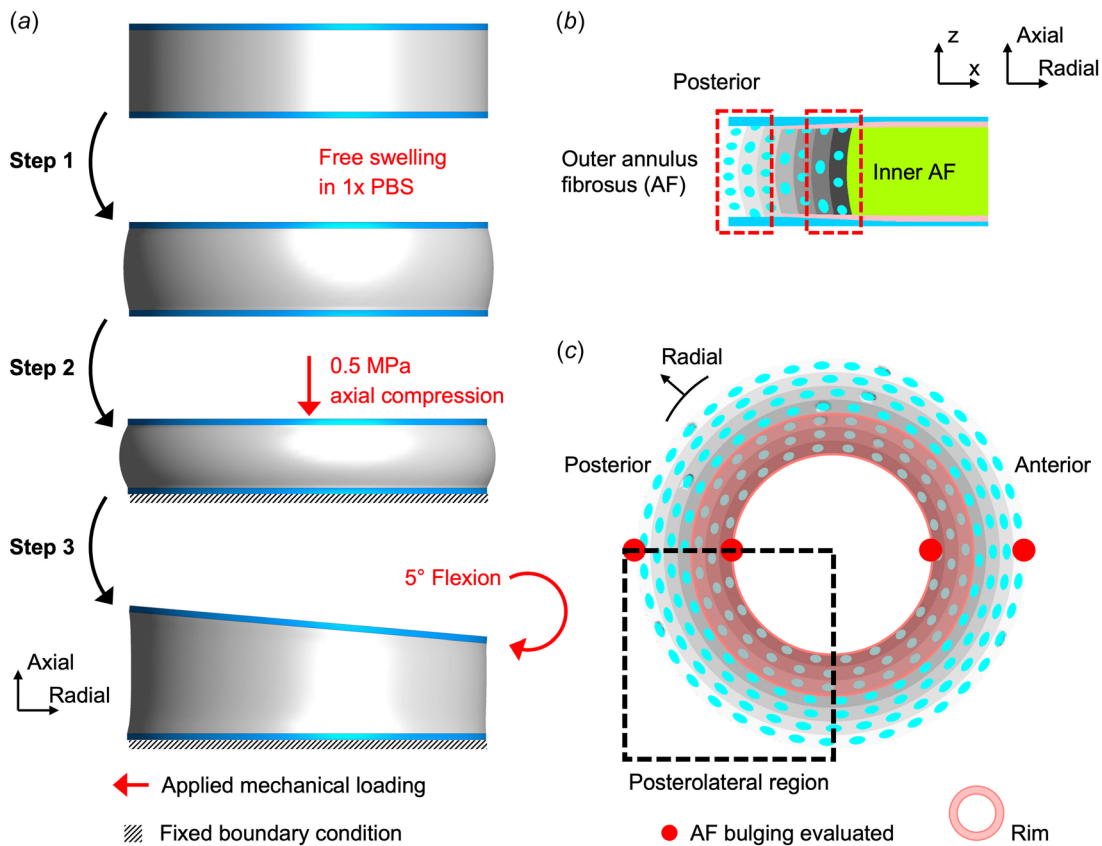 (a)
Step 1
Free swelling
in 1x PBS
Step 2
0.5 MPa
axial compression
Step 3
5° Flexion
Axial
Radial
Applied mechanical loading
Fixed boundary condition
(b)
z
x
Axial
Radial
Posterior
Outer annulus
fibrosus (AF)
Inner AF
(c)
Radial
Posterior
Anterior
Posterolateral region
AF bulging evaluated
Rim